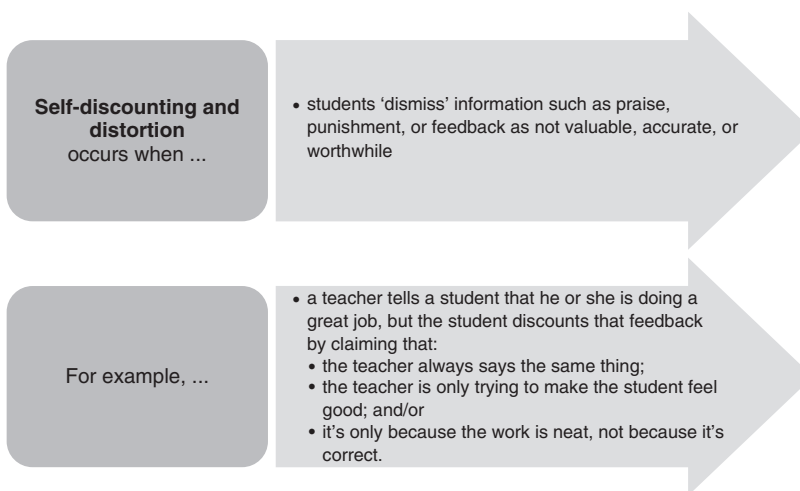 Self-discounting and
distortion
occurs when ...
• students ‘dismiss’ information such as praise,
punishment, or feedback as not valuable, accurate, or
worthwhile
For example, ...
• a teacher tells a student that he or she is doing a
great job, but the student discounts that feedback
by claiming that:
• the teacher always says the same thing;
• the teacher is only trying to make the student feel
good; and/or
• it’s only because the work is neat, not because it’s
correct.